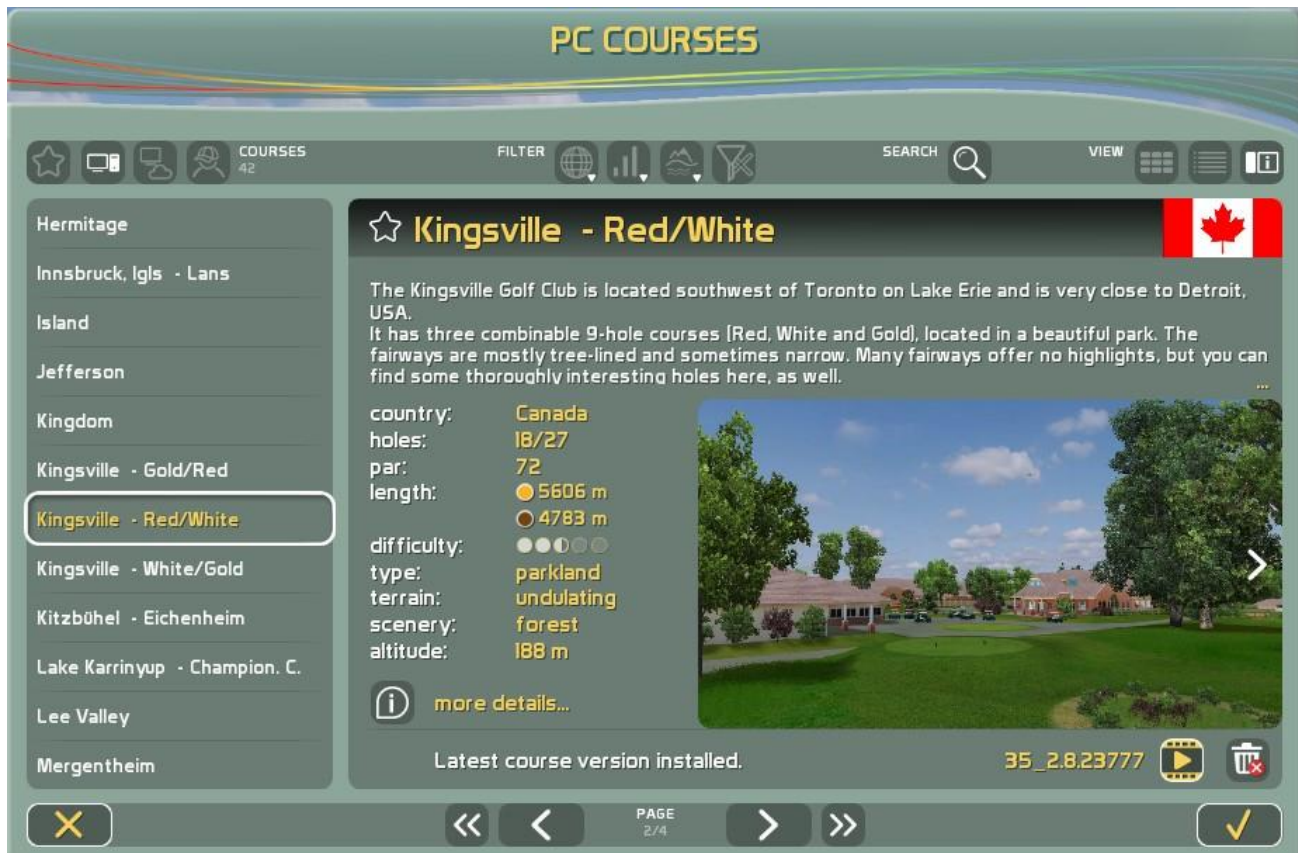 PC COURSES
COURSES
42
FILTER
SEARCH
VIEW
Hermitage
Innsbruck, Igls - Lans
Island
Jefferson
Kingdom
Kingsville - Gold/Red
Kingsville - Red/White
Kingsville - White/Gold
Kitzbühel - Eichenheim
Lake Karrinyup - Champion. C.
Lee Valley
Mergentheim
Kingsville - Red/White
The Kingsville Golf Club is located southwest of Toronto on Lake Erie and is very close to Detroit,
USA.
It has three combinable 9-hole courses (Red, White and Gold), located in a beautiful park. The
fairways are mostly tree-lined and sometimes narrow. Many fairways offer no highlights, but you can
find some thoroughly interesting holes here, as well.
...
country: Canada
holes: 18/27
par: 72
length: 5606 m
4783 m
difficulty:
type: parkland
terrain: undulating
scenery: forest
altitude: 188 m
more details...
Latest course version installed.
35_2.8.23777
PAGE
2/4